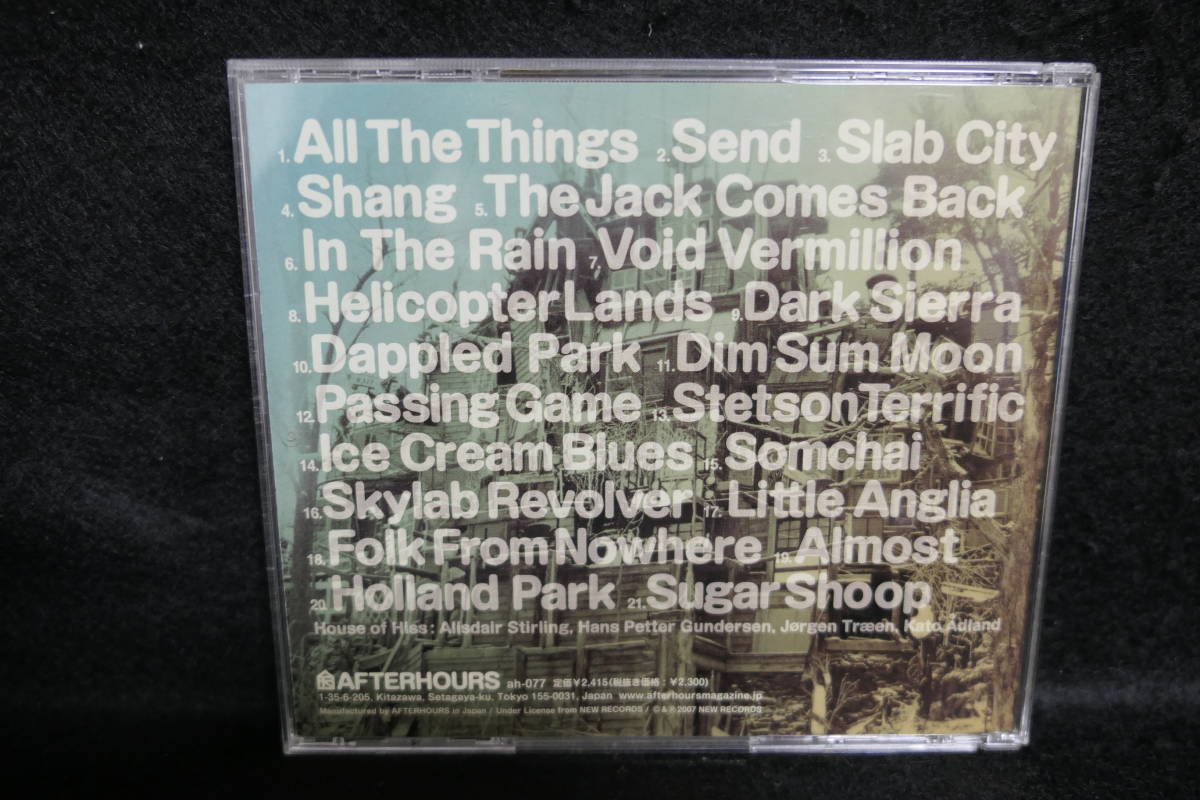 1. All The Things 2. Send 3. Slab City
4. Shang 5. The Jack Comes Back
6. In The Rain 7. Void Vermillion
8. Helicopter Lands 9. Dark Sierra
10. Dappled Park 11. Dim Sum Moon
12. Passing Game 13. Stetson Terrific
14. Ice Cream Blues 15. Somchai
16. Skylab Revolver 17. Little Anglia
18. Folk From Nowhere 19. Almost
20. Holland Park 21. Sugar Shoop
House of Hiss : Alisdair Stirling, Hans Petter Gundersen, Jørgen Træen, Kato Ådland
AFTERHOURS ah-077 定価¥2,415(税抜き価格 : ¥2,300)
1-35-6-205, Kitazawa, Setagaya-ku, Tokyo 155-0031, Japan www.afterhoursmagazine.jp
Manufactured by AFTERHOURS in Japan / Under License from NEW RECORDS / © & ℗ 2007 NEW RECORDS